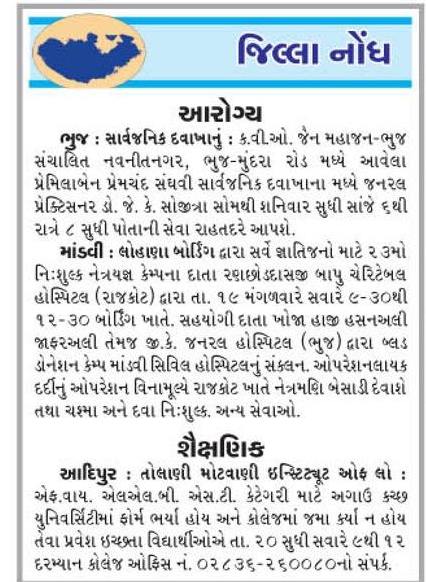 જિલ્લા નોંધ
આરોગ્ય
ભુજ : સાર્વજનિક દવાખાનું : ક.વી.ઓ. જૈન મહાજન-ભુજ
સંચાલિત નવનીતનગર, ભુજ-મુંદરા રોડ મધ્યે આવેલા
પ્રેમિલાબેન પ્રેમચંદ સંઘવી સાર્વજનિક દવાખાના મધ્યે જનરલ
પ્રેક્ટિસનર ડો. જે. કે. સોજીત્રા સોમથી શનિવાર સુધી સાંજે ૬થી
રાત્રે ૮ સુધી પોતાની સેવા રાહતદરે આપશે.
માંડવી : લોહાણા બોર્ડિંગ દ્વારા સર્વે જ્ઞાતિજનો માટે ૨૩મો
નિઃશુલ્ક નેત્રયજ્ઞ કેમ્પના દાતા રણછોડદાસજી બાપુ ચેરિટેબલ
હોસ્પિટલ (રાજકોટ) દ્વારા તા. ૧૯ મંગળવારે સવારે ૯-૩૦થી
૧૨-૩૦ બોર્ડિંગ ખાતે. સહયોગી દાતા ખોજા હાજી હસનઅલી
જાફરઅલી તેમજ જી.કે. જનરલ હોસ્પિટલ (ભુજ) દ્વારા બ્લડ
ડોનેશન કેમ્પ માંડવી સિવિલ હોસ્પિટલનું સંકલન. ઓપરેશનલાયક
દર્દીનું ઓપરેશન વિનામૂલ્યે રાજકોટ ખાતે નેત્રમણિ બેસાડી દેવાશે
તથા ચશ્મા અને દવા નિઃશુલ્ક. અન્ય સેવાઓ.
શૈક્ષણિક
આદિપુર : તોલાણી મોટવાણી ઇન્સ્ટિટ્યૂટ ઓફ લો :
એફ.વાય. એલએલ.બી. એસ.ટી. કેટેગરી માટે અગાઉ કચ્છ
યુનિવર્સિટીમાં ફોર્મ ભર્યા હોય અને કોલેજમાં જમા કર્યા ન હોય
તેવા પ્રવેશ ઇચ્છતા વિદ્યાર્થીઓએ તા. ૨૦ સુધી સવારે ૯થી ૧૨
દરમ્યાન કોલેજ ઓફિસ નં. ૦૨૮૩૬-૨૬૦૦૮૦નો સંપર્ક.